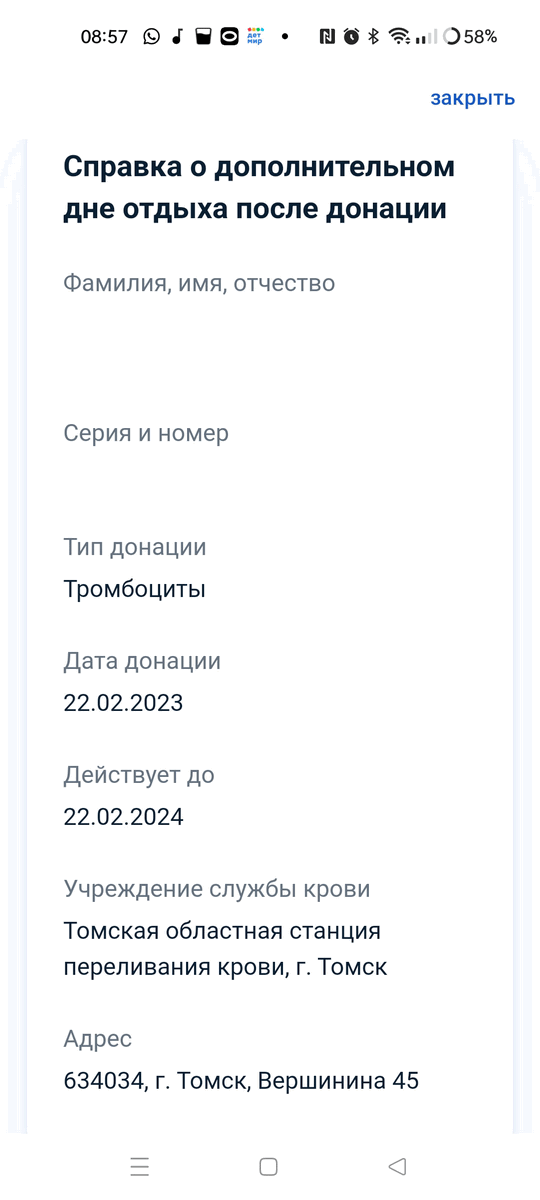 08:57
дет
мир
58%
закрыть
Справка о дополнительном
дне отдыха после донации
Фамилия, имя, отчество
Серия и номер
Тип донации
Тромбоциты
Дата донации
22.02.2023
Действует до
22.02.2024
Учреждение службы крови
Томская областная станция
переливания крови, г. Томск
Адрес
634034, г. Томск, Вершинина 45